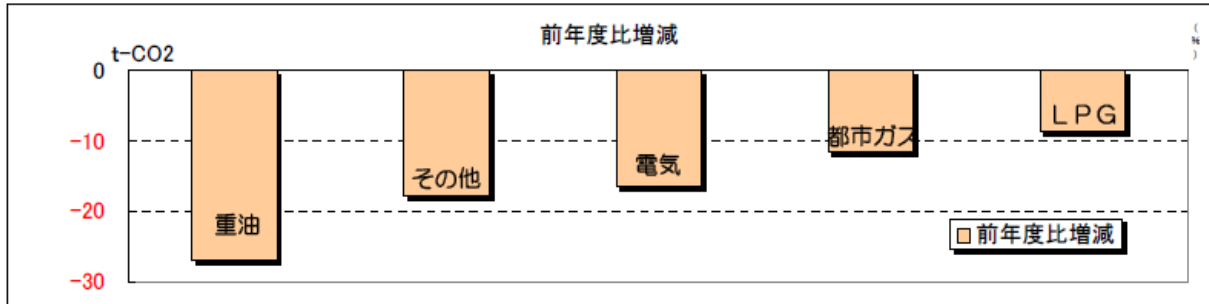 前年度比増減
(%)
t-CO2
0
-10
-20
-30
重油
その他
電気
都市ガス
ＬＰＧ
前年度比増減